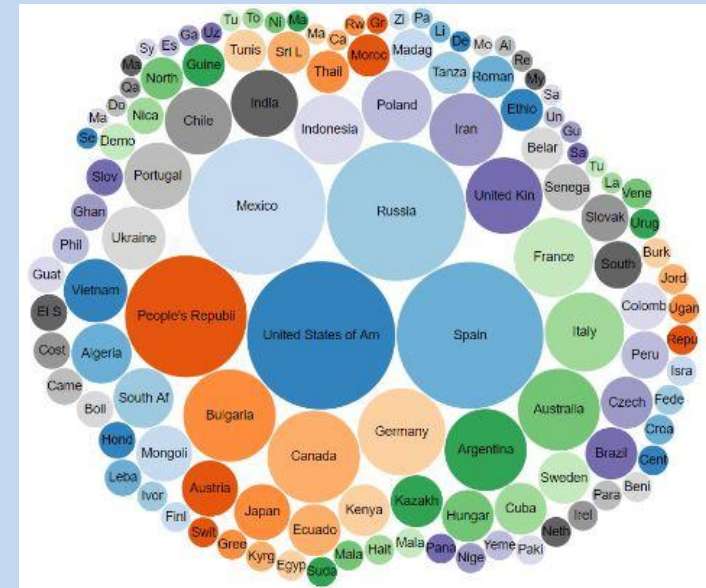 Tu
To
Ni
Ma
Ma
Ca
Rw
Gr
Zi
Pa
Li
De
Mo
Al
Re
My
Sa
Un
Gu
Sa
Tu
La
Vene
Urug
Sy
Es
Ga
Uz
Ma
Qa
Do
Ma
Se
North
Guine
Tunis
Sri L
Thail
Moroc
Madag
Tanza
Roman
Ethio
Belar
Senega
Slovak
South
Nica
Demo
Chile
India
Indonesia
Poland
Iran
United Kin
Slov
Portugal
Mexico
Russia
France
Burk
Jord
Ugan
Repu
Ghan
Phil
Ukraine
Guat
Vietnam
El S
People's Republi
United States of Am
Spain
Italy
Colomb
Peru
Isra
Cost
Algeria
Came
South Af
Boli
Bulgaria
Canada
Germany
Argentina
Australia
Czech
Fede
Croa
Brazil
Cent
Hond
Mongoli
Leba
Ivor
Finl
Austria
Japan
Ecuado
Kenya
Kazakh
Hungar
Cuba
Sweden
Para
Beni
Irel
Neth
Swit
Gree
Kyrg
Egyp
Suda
Mala
Hait
Mala
Pana
Nige
Yeme
Paki